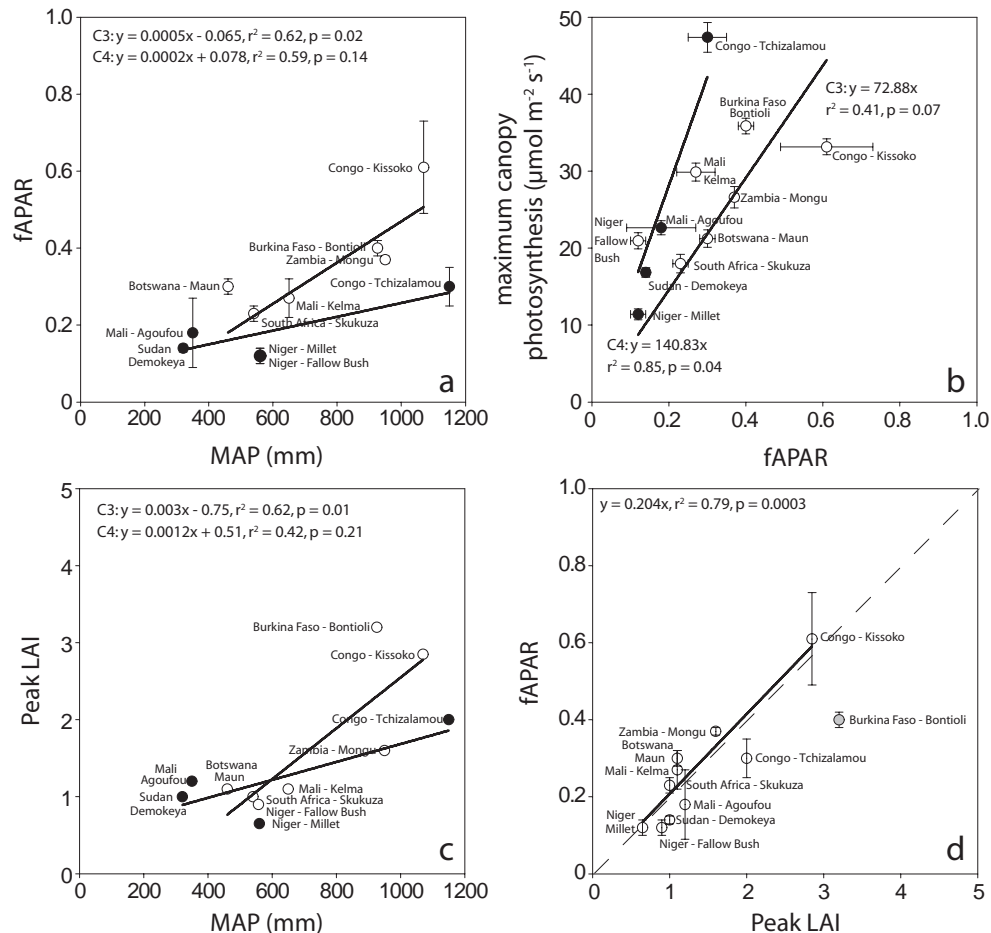 C3: y = 0.0005x - 0.065, r² = 0.62, p = 0.02
C4: y = 0.0002x + 0.078, r² = 0.59, p = 0.14
1.0
0.8
0.6
0.4
0.2
0
fAPAR
Congo - Kissoko
Burkina Faso - Bontioli
Zambia - Mongu
Botswana - Maun
Congo - Tchizalamou
Mali - Kelma
South Africa - Skukuza
Mali - Agoufou
Sudan
Demokeya
Niger - Millet
Niger - Fallow Bush
a
0 200 400 600 800 1000 1200
MAP (mm)
50
40
30
20
10
0
maximum canopy
photosynthesis (μmol m⁻² s⁻¹)
Congo - Tchizalamou
C3: y = 72.88x
r² = 0.41, p = 0.07
Burkina Faso
Bontioli
Congo - Kissoko
Mali
Kelma
Zambia - Mongu
Niger
Fallow
Bush
Mali - Agoufou
Botswana - Maun
South Africa - Skukuza
Sudan - Demokeya
Niger - Millet
C4: y = 140.83x
r² = 0.85, p = 0.04
b
0 0.2 0.4 0.6 0.8 1.0
fAPAR
C3: y = 0.003x - 0.75, r² = 0.62, p = 0.01
C4: y = 0.0012x + 0.51, r² = 0.42, p = 0.21
5
4
3
2
1
0
Peak LAI
Burkina Faso - Bontioli
Congo - Kissoko
Congo - Tchizalamou
Zambia - Mongu
Mali
Agoufou
Botswana
Maun
Mali - Kelma
Sudan
Demokeya
South Africa - Skukuza
Niger - Fallow Bush
Niger - Millet
c
0 200 400 600 800 1000 1200
MAP (mm)
y = 0.204x, r² = 0.79, p = 0.0003
1.0
0.8
0.6
0.4
0.2
0
fAPAR
Congo - Kissoko
Burkina Faso - Bontioli
Zambia - Mongu
Botswana
Maun
Congo - Tchizalamou
Mali - Kelma
South Africa - Skukuza
Mali - Agoufou
Niger
Millet
Sudan - Demokeya
Niger - Fallow Bush
d
0 1 2 3 4 5
Peak LAI